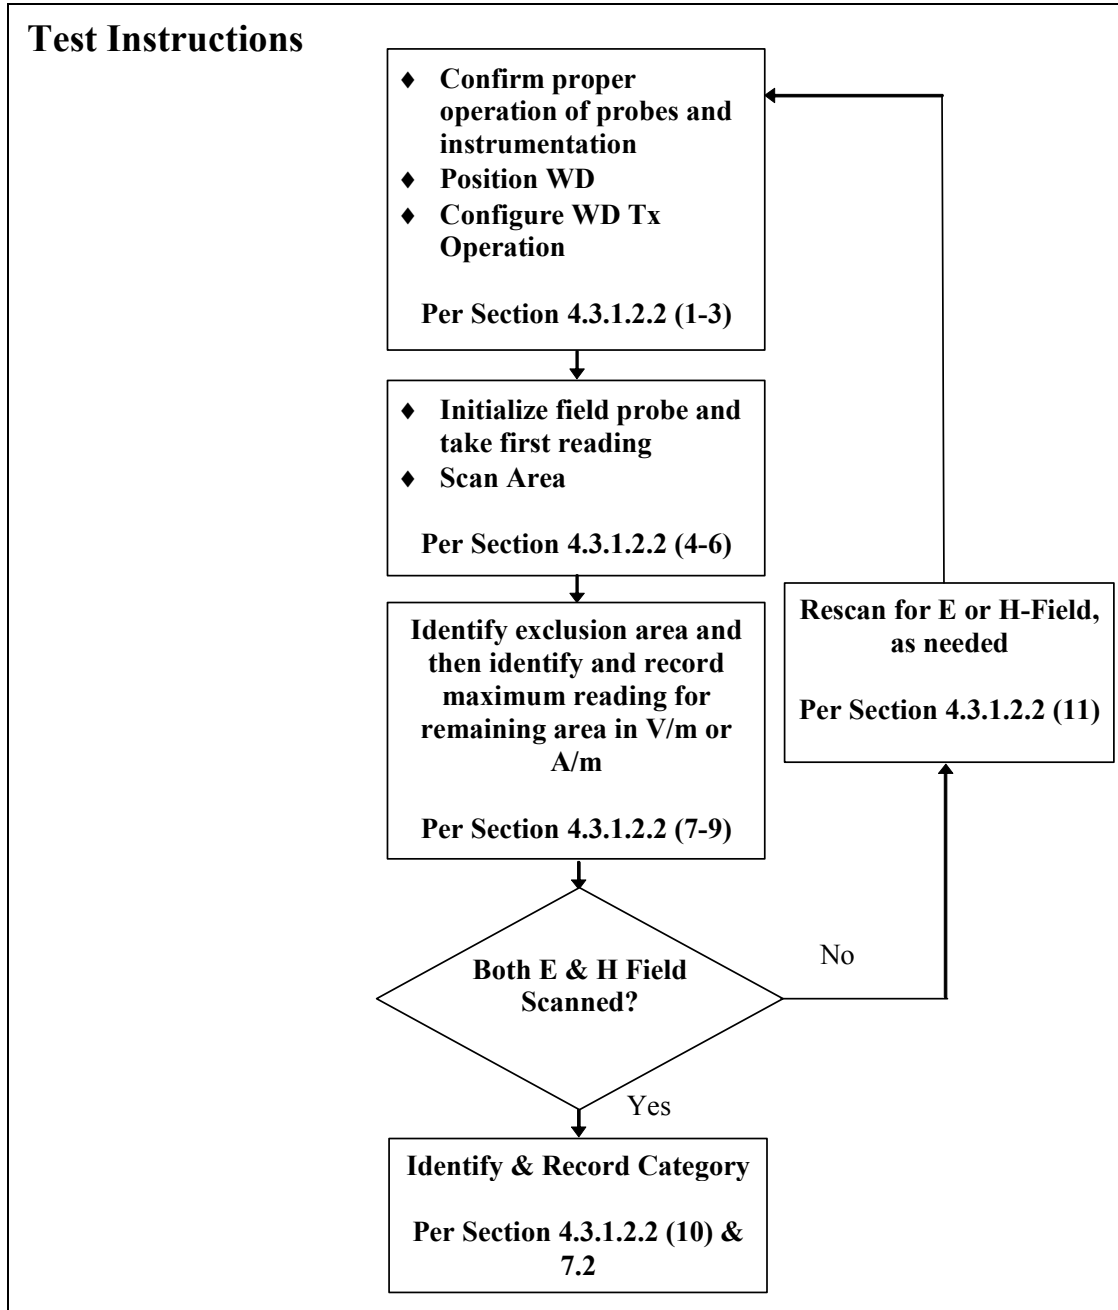 Test Instructions
♦ Confirm proper
operation of probes and
instrumentation
♦ Position WD
♦ Configure WD Tx
Operation
Per Section 4.3.1.2.2 (1-3)
♦ Initialize field probe and
take first reading
♦ Scan Area
Per Section 4.3.1.2.2 (4-6)
Identify exclusion area and
then identify and record
maximum reading for
remaining area in V/m or
A/m
Per Section 4.3.1.2.2 (7-9)
Rescan for E or H-Field,
as needed
Per Section 4.3.1.2.2 (11)
Both E & H Field
Scanned?
No
Yes
Identify & Record Category
Per Section 4.3.1.2.2 (10) &
7.2